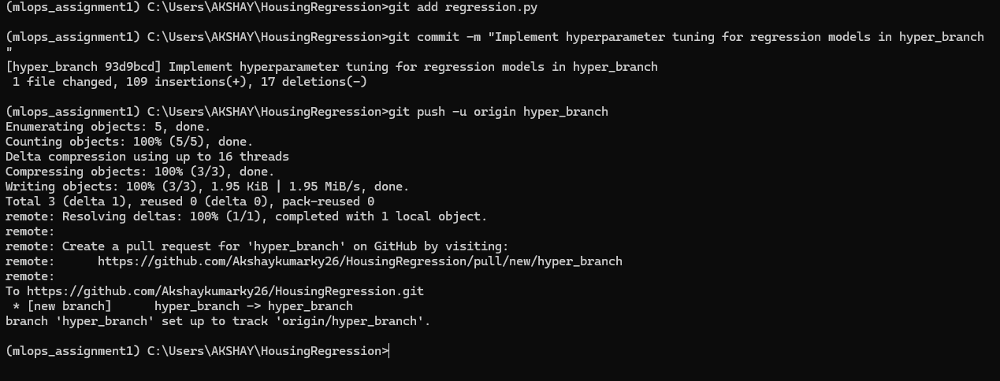 (mlops_assignment1) C:\Users\AKSHAY\HousingRegression>git add regression.py
(mlops_assignment1) C:\Users\AKSHAY\HousingRegression>git commit -m "Implement hyperparameter tuning for regression models in hyper_branch
"
[hyper_branch 93d9bcd] Implement hyperparameter tuning for regression models in hyper_branch
 1 file changed, 109 insertions(+), 17 deletions(-)
(mlops_assignment1) C:\Users\AKSHAY\HousingRegression>git push -u origin hyper_branch
Enumerating objects: 5, done.
Counting objects: 100% (5/5), done.
Delta compression using up to 16 threads
Compressing objects: 100% (3/3), done.
Writing objects: 100% (3/3), 1.95 KiB | 1.95 MiB/s, done.
Total 3 (delta 1), reused 0 (delta 0), pack-reused 0
remote: Resolving deltas: 100% (1/1), completed with 1 local object.
remote:
remote: Create a pull request for 'hyper_branch' on GitHub by visiting:
remote:      https://github.com/Akshaykumarky26/HousingRegression/pull/new/hyper_branch
remote:
To https://github.com/Akshaykumarky26/HousingRegression.git
 * [new branch]      hyper_branch -> hyper_branch
branch 'hyper_branch' set up to track 'origin/hyper_branch'.
(mlops_assignment1) C:\Users\AKSHAY\HousingRegression>